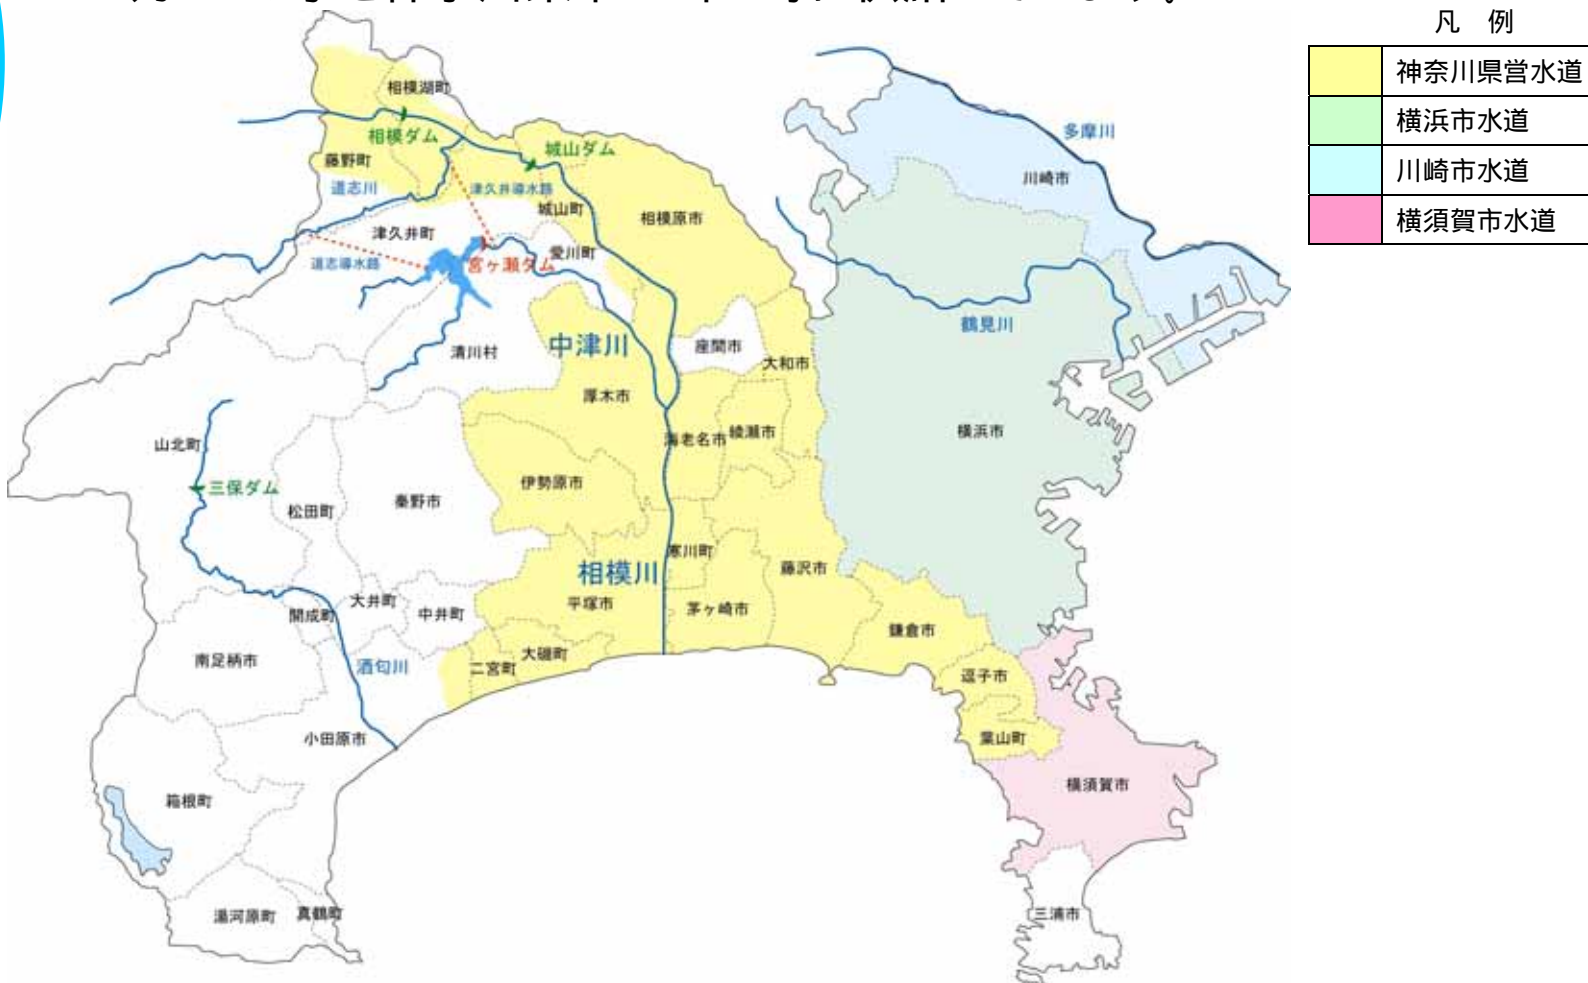 凡 例
神奈川県営水道
横浜市水道
川崎市水道
横須賀市水道
相模湖町
相模ダム
城山ダム
多摩川
藤野町
道志川
津久井導水路
川崎市
城山町
相模原市
津久井町
愛川町
道志導水路
宮ヶ瀬ダム
鶴見川
中津川
清川村
座間市
大和市
厚木市
山北町
海老名市
綾瀬市
横浜市
三保ダム
伊勢原市
秦野市
松田町
寒川町
相模川
藤沢市
大井町
平塚市
茅ヶ崎市
開成町
中井町
鎌倉市
南足柄市
酒匂川
二宮町
大磯町
逗子市
小田原市
葉山町
横須賀市
箱根町
湯河原町
真鶴町
三浦市